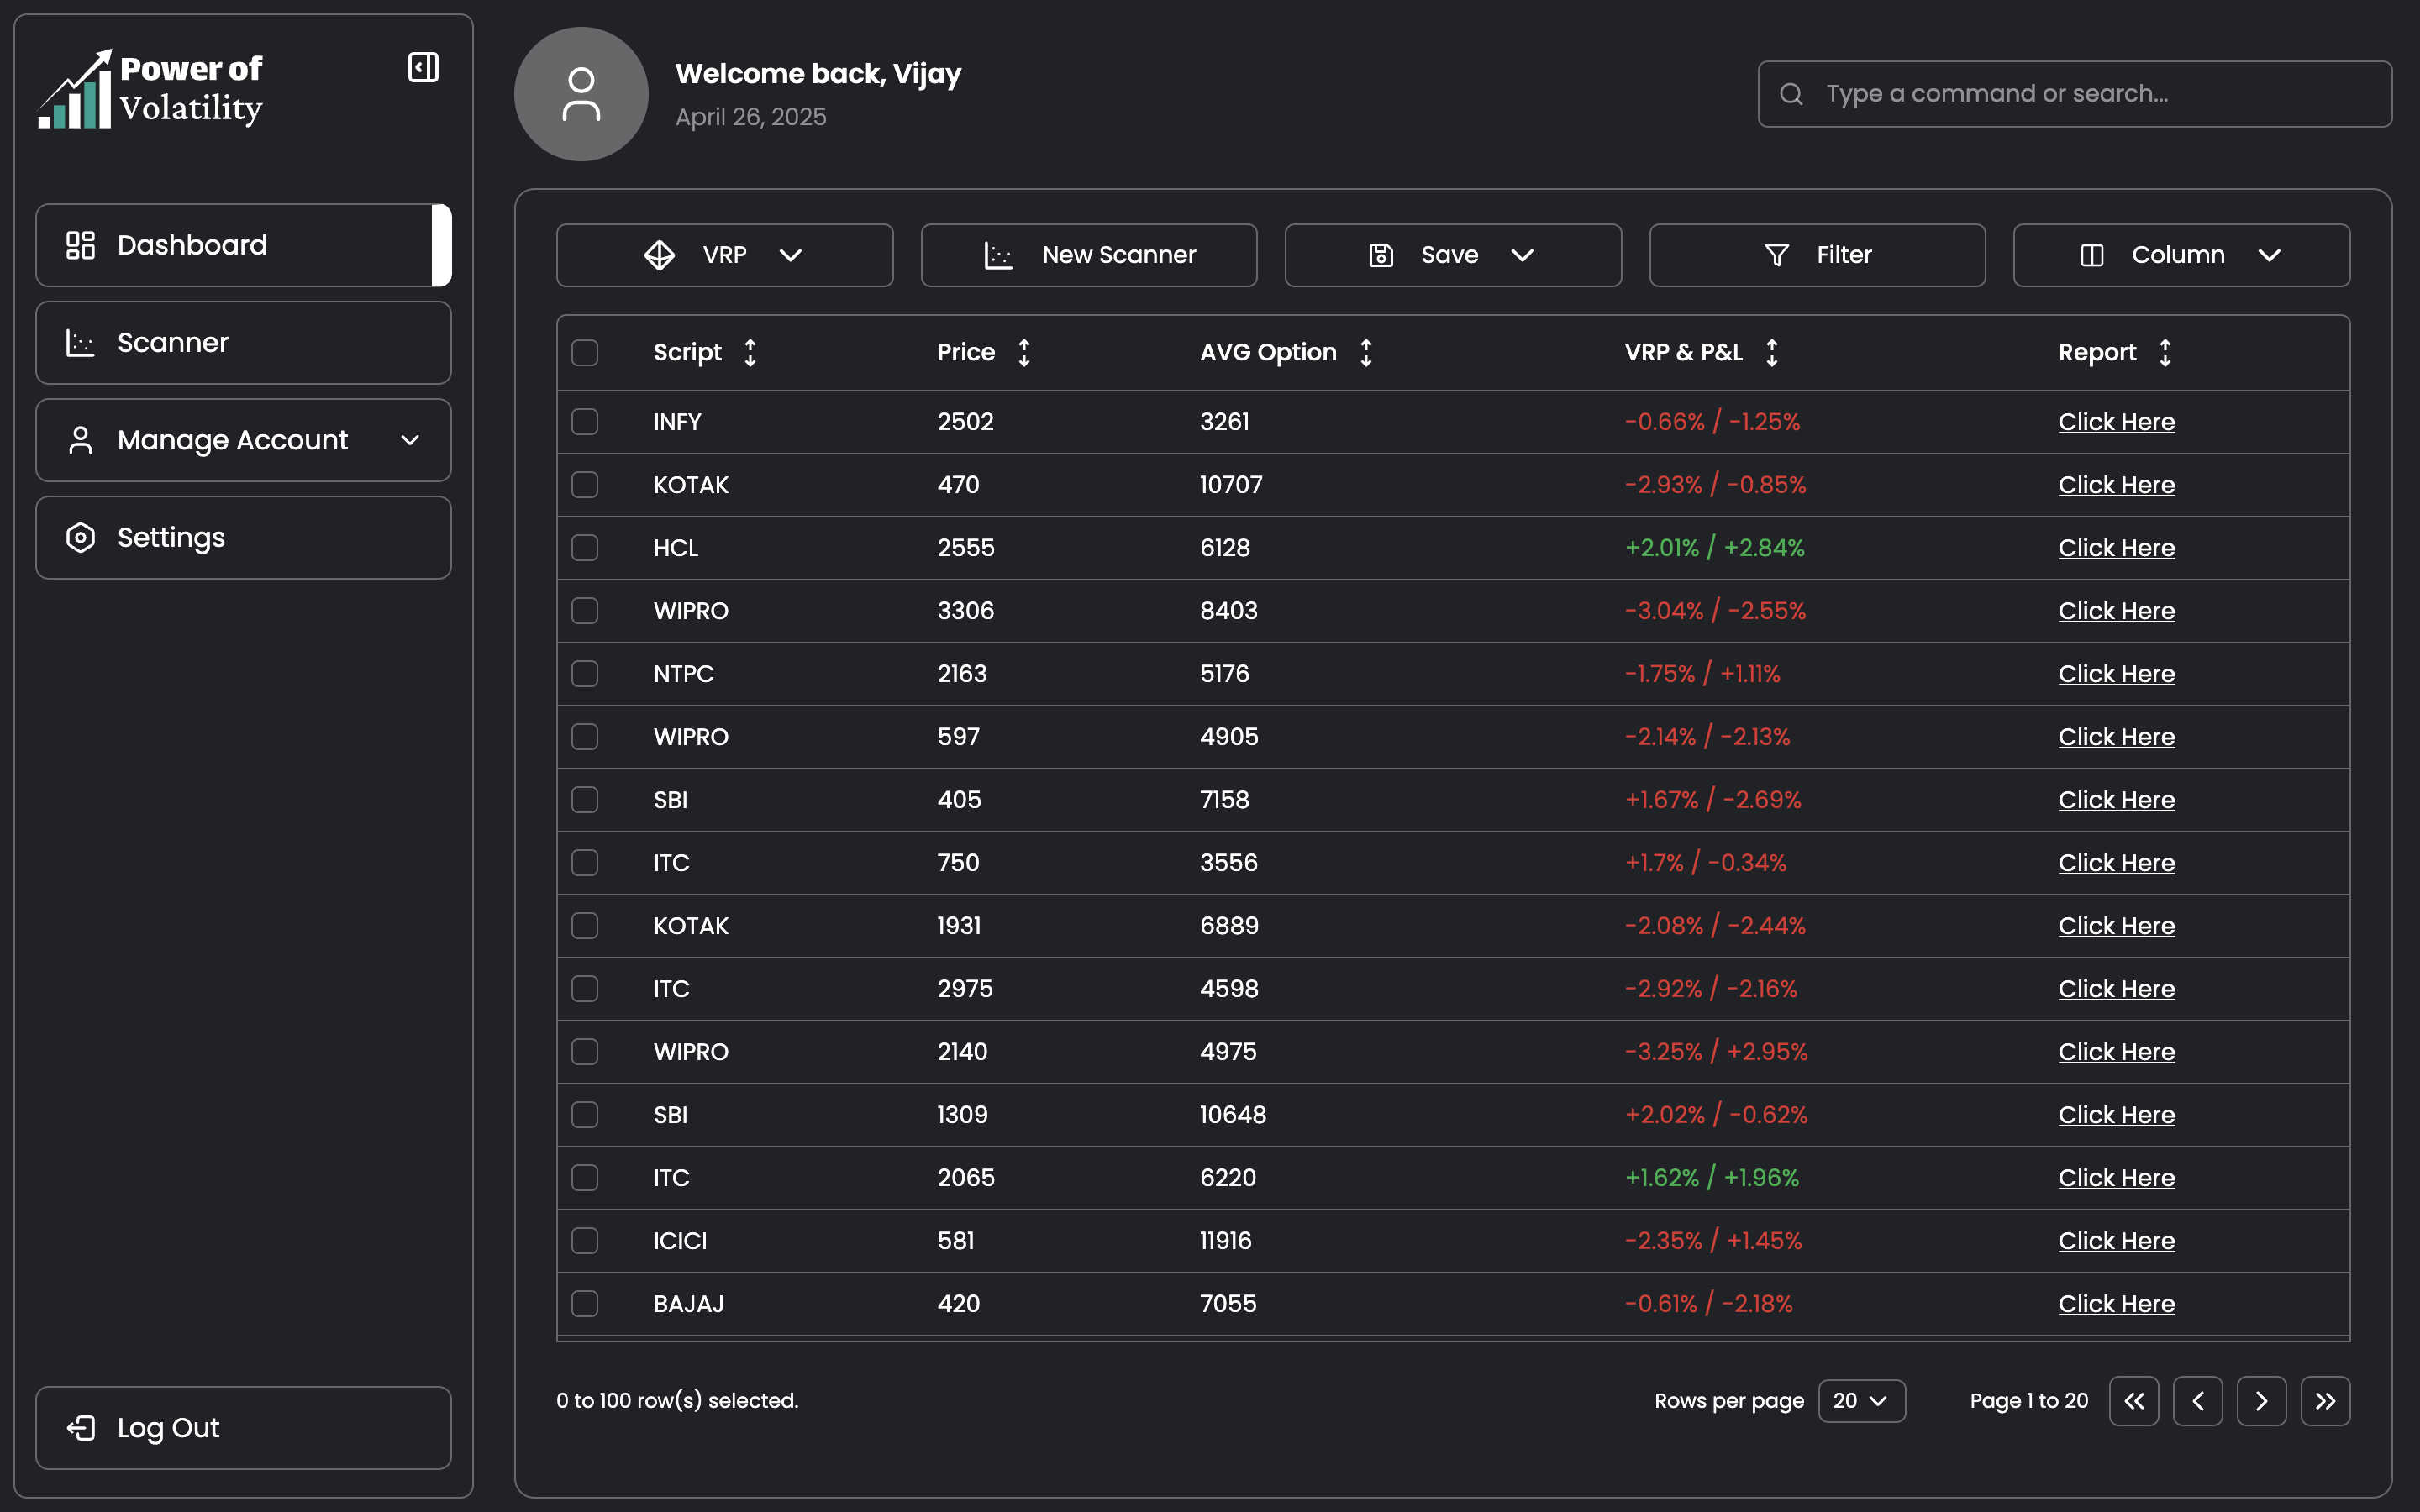 Power of
Volatility
Dashboard
Scanner
Manage Account
Settings
Log Out
Welcome back, Vijay
April 26, 2025
Type a command or search...
VRP New Scanner Save Filter Column
Script Price AVG Option VRP & P&L Report
INFY 2502 3261 -0.66% / -1.25% Click Here
KOTAK 470 10707 -2.93% / -0.85% Click Here
HCL 2555 6128 +2.01% / +2.84% Click Here
WIPRO 3306 8403 -3.04% / -2.55% Click Here
NTPC 2163 5176 -1.75% / +1.11% Click Here
WIPRO 597 4905 -2.14% / -2.13% Click Here
SBI 405 7158 +1.67% / -2.69% Click Here
ITC 750 3556 +1.7% / -0.34% Click Here
KOTAK 1931 6889 -2.08% / -2.44% Click Here
ITC 2975 4598 -2.92% / -2.16% Click Here
WIPRO 2140 4975 -3.25% / +2.95% Click Here
SBI 1309 10648 +2.02% / -0.62% Click Here
ITC 2065 6220 +1.62% / +1.96% Click Here
ICICI 581 11916 -2.35% / +1.45% Click Here
BAJAJ 420 7055 -0.61% / -2.18% Click Here
0 to 100 row(s) selected. Rows per page 20 Page 1 to 20